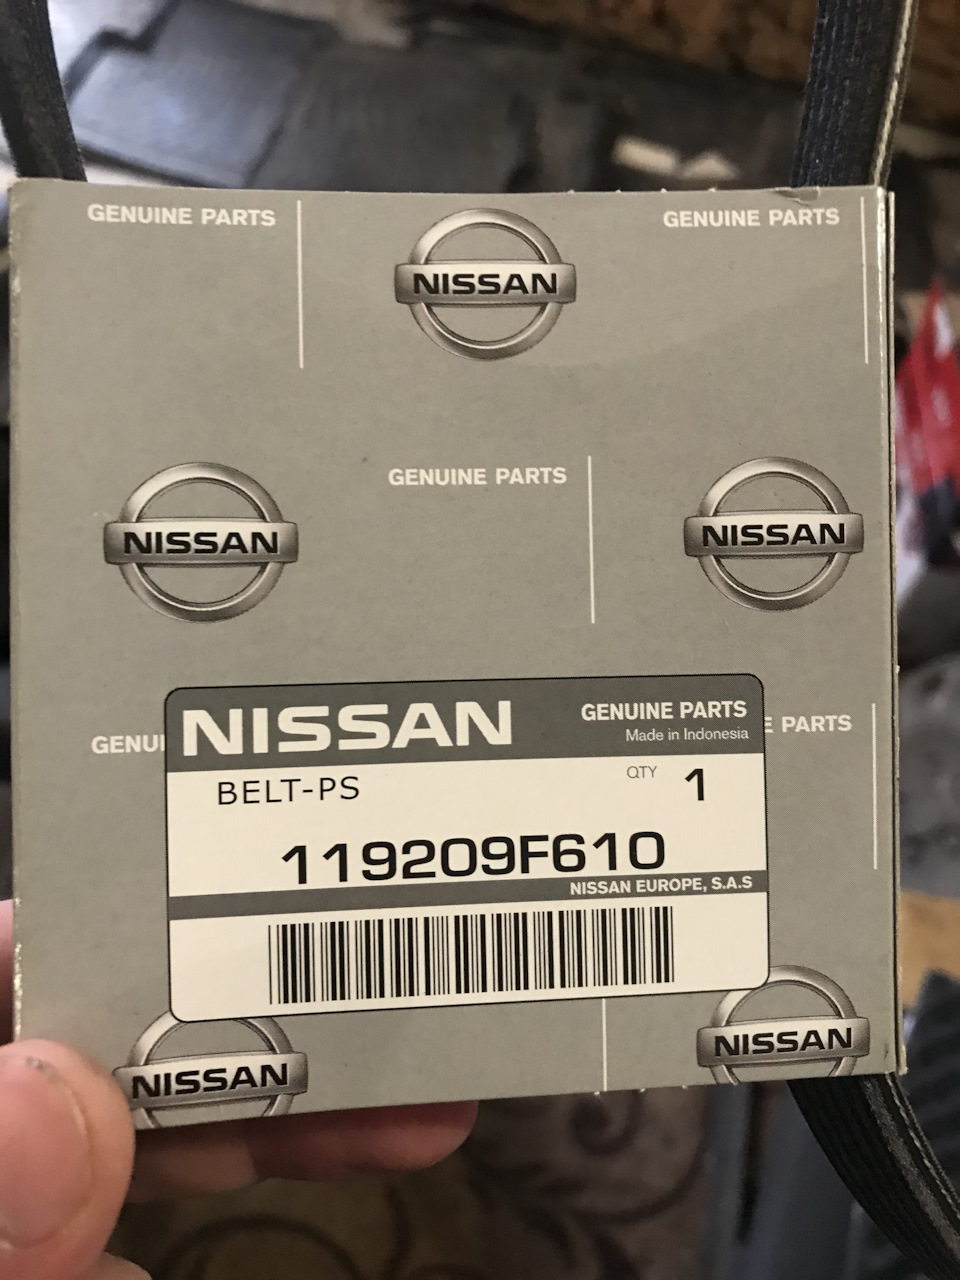 GENUINE PARTS
NISSAN
GENUINE PARTS
NISSAN
GENUINE PARTS
NISSAN
GENUI
E PARTS
NISSAN
GENUINE PARTS
Made in Indonesia
BELT-PS
QTY 1
119209F610
NISSAN EUROPE, S.A.S
NISSAN
NISSAN